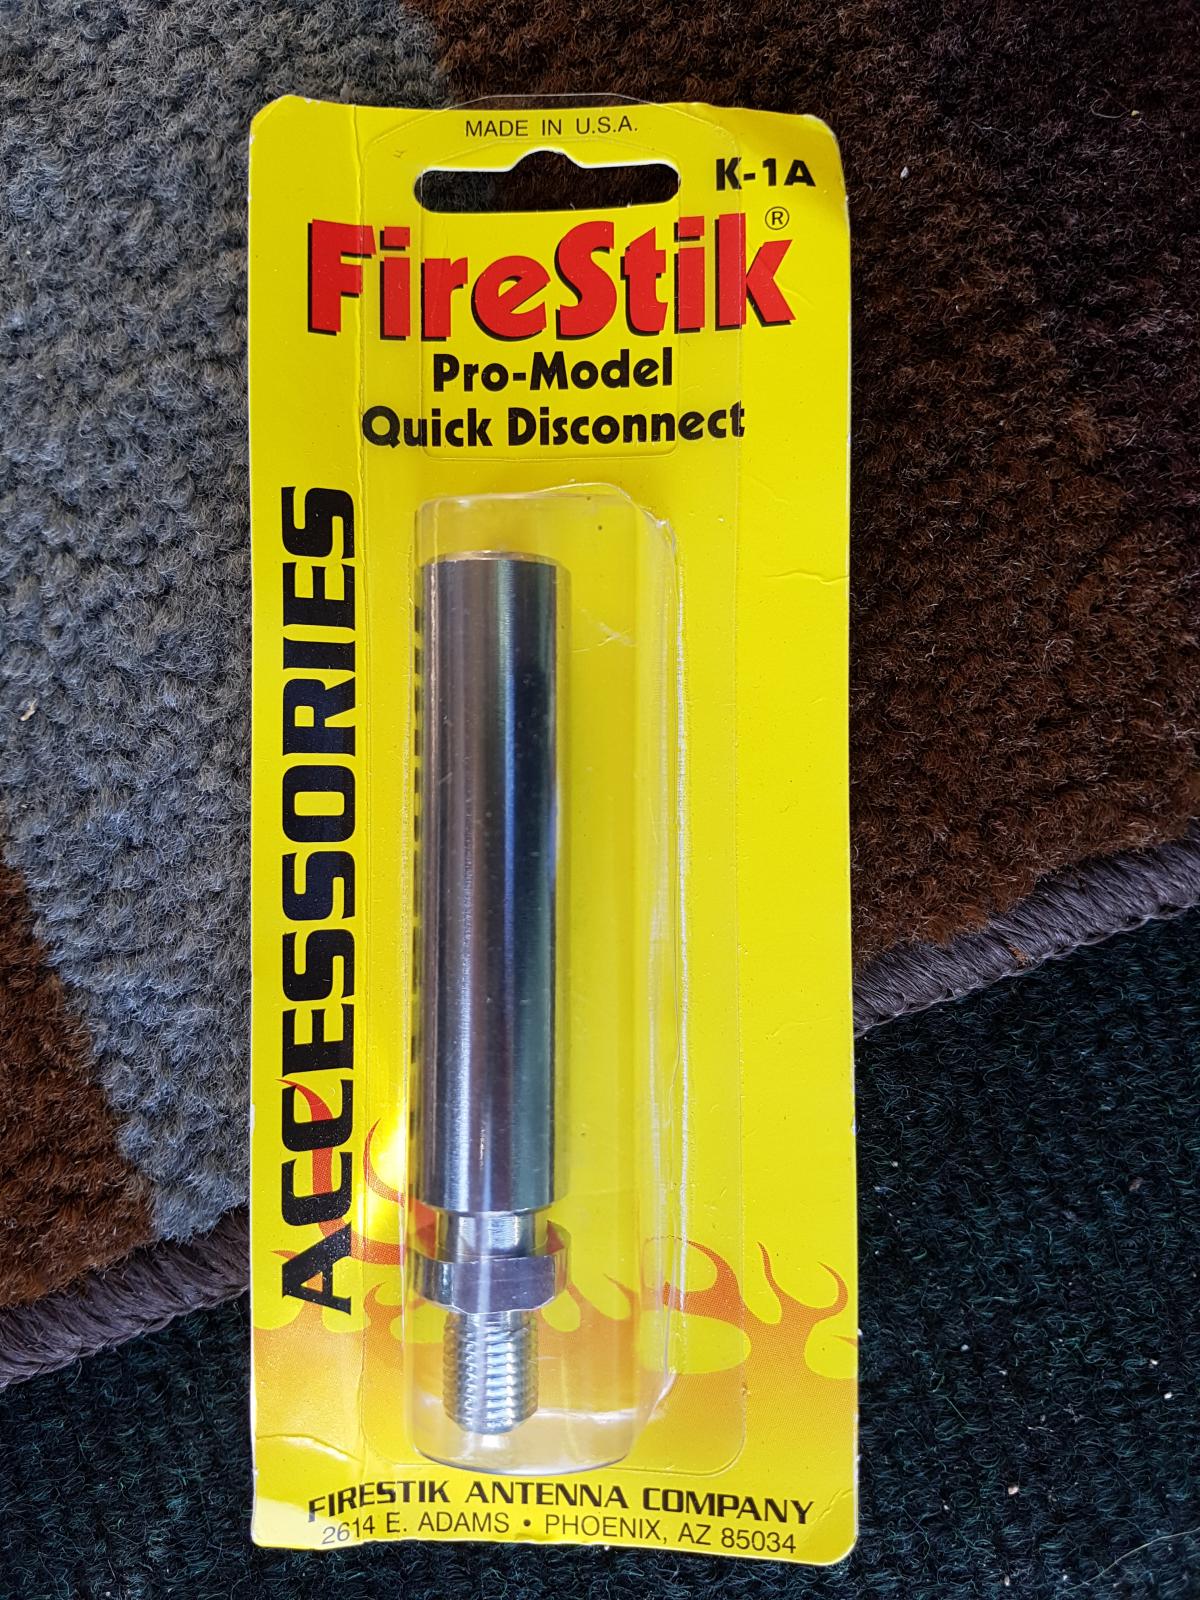 MADE IN U.S.A.
K-1A
FireStik®
Pro-Model
Quick Disconnect
ACCESSORIES
FIRESTIK ANTENNA COMPANY
2614 E. ADAMS • PHOENIX, AZ 85034